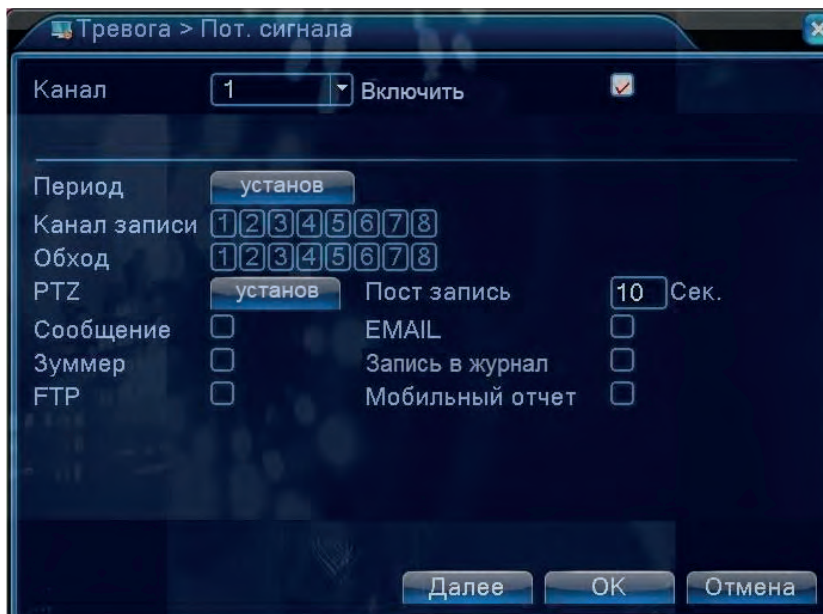 Тревога > Пот. сигнала
Канал 1 Включить
Период установ
Канал записи 1 2 3 4 5 6 7 8
Обход 1 2 3 4 5 6 7 8
PTZ установ Пост запись 10 Сек.
Сообщение EMAIL
Зуммер Запись в журнал
FTP Мобильный отчет
Далее OK Отмена